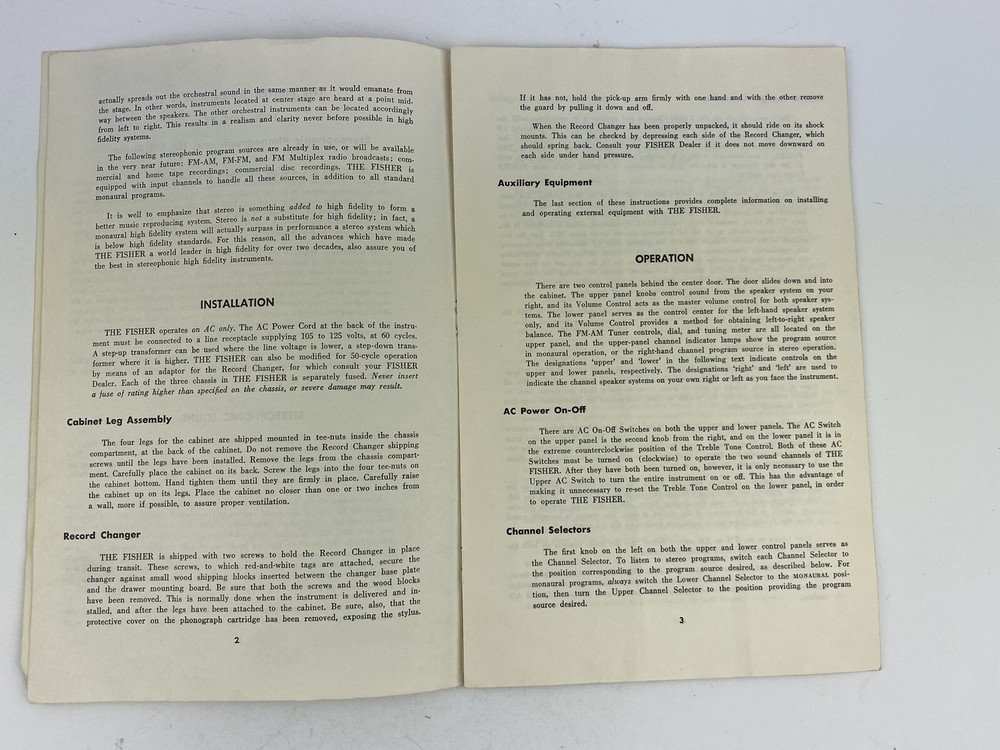 actually spreads out the orchestral sound in the same manner as it would emanate from
the stage. In other words, instruments located at center stage are heard at a point mid-
way between the speakers. The other orchestral instruments can be located accordingly
from left to right. This results in a realism and clarity never before possible in high
fidelity systems.
The following stereophonic program sources are already in use, or will be available
in the very near future: FM-AM, FM-FM, and FM Multiplex radio broadcasts; com-
mercial and home tape recordings; commercial disc recordings. THE FISHER is
equipped with input channels to handle all these sources, in addition to all standard
monaural programs.
It is well to emphasize that stereo is something added to high fidelity to form a
better music reproducing system. Stereo is not a substitute for high fidelity; in fact, a
monaural high fidelity system will actually surpass in performance a stereo system which
is below high fidelity standards. For this reason, all the advances which have made
THE FISHER a world leader in high fidelity for over two decades, also assure you of
the best in stereophonic high fidelity instruments.
INSTALLATION
THE FISHER operates on AC only. The AC Power Cord at the back of the instru-
ment must be connected to a line receptacle supplying 105 to 125 volts, at 60 cycles.
A step-up transformer can be used where the line voltage is lower, a step-down trans-
former where it is higher. THE FISHER can also be modified for 50-cycle operation
by means of an adaptor for the Record Changer, for which consult your FISHER
Dealer. Each of the three chassis in THE FISHER is separately fused. Never insert
a fuse of rating higher than specified on the chassis, or severe damage may result.
Cabinet Leg Assembly
The four legs for the cabinet are shipped mounted in tee-nuts inside the chassis
compartment, at the back of the cabinet. Do not remove the Record Changer shipping
screws until the legs have been installed. Remove the legs from the chassis compart-
ment. Carefully place the cabinet on its back. Screw the legs into the four tee-nuts on
the cabinet bottom. Hand tighten them until they are firmly in place. Carefully raise
the cabinet up on its legs. Place the cabinet no closer than one or two inches from
a wall, more if possible, to assure proper ventilation.
Record Changer
THE FISHER is shipped with two screws to hold the Record Changer in place
during transit. These screws, to which red-and-white tags are attached, secure the
changer against small wood shipping blocks inserted between the changer base plate
and the drawer mounting board. Be sure that both the screws and the wood blocks
have been removed. This is normally done when the instrument is delivered and in-
stalled, and after the legs have been attached to the cabinet. Be sure, also, that the
protective cover on the phonograph cartridge has been removed, exposing the stylus.
2
If it has not, hold the pick-up arm firmly with one hand and with the other remove
the guard by pulling it down and off.
When the Record Changer has been properly unpacked, it should ride on its shock
mounts. This can be checked by depressing each side of the Record Changer, which
should spring back. Consult your FISHER Dealer if it does not move downward on
each side under hand pressure.
Auxiliary Equipment
The last section of these instructions provides complete information on installing
and operating external equipment with THE FISHER.
OPERATION
There are two control panels behind the center door. The door slides down and into
the cabinet. The upper panel knobs control sound from the speaker system on your
right, and its Volume Control acts as the master volume control for both speaker sys-
tems. The lower panel serves as the control center for the left-hand speaker system
only, and its Volume Control provides a method for obtaining left-to-right speaker
balance. The FM-AM Tuner controls, dial, and tuning meter are all located on the
upper panel, and the upper-panel channel indicator lamps show the program source
in monaural operation, or the right-hand channel program source in stereo operation.
The designations 'upper' and 'lower' in the following text indicate controls on the
upper and lower panels, respectively. The designations 'right' and 'left' are used to
indicate the channel speaker systems on your own right or left as you face the instrument.
AC Power On-Off
There are AC On-Off Switches on both the upper and lower panels. The AC Switch
on the upper panel is the second knob from the right, and on the lower panel it is in
the extreme counterclockwise position of the Treble Tone Control. Both of these AC
Switches must be turned on (clockwise) to operate the two sound channels of THE
FISHER. After they have both been turned on, however, it is only necessary to use the
Upper AC Switch to turn the entire instrument on or off. This has the advantage of
making it unnecessary to re-set the Treble Tone Control on the lower panel, in order
to operate THE FISHER.
Channel Selectors
The first knob on the left on both the upper and lower control panels serves as
the Channel Selector. To listen to stereo programs, switch each Channel Selector to
the position corresponding to the program source desired, as described below. For
monaural programs, always switch the Lower Channel Selector to the MONAURAL posi-
tion, then turn the Upper Channel Selector to the position providing the program
source desired.
3